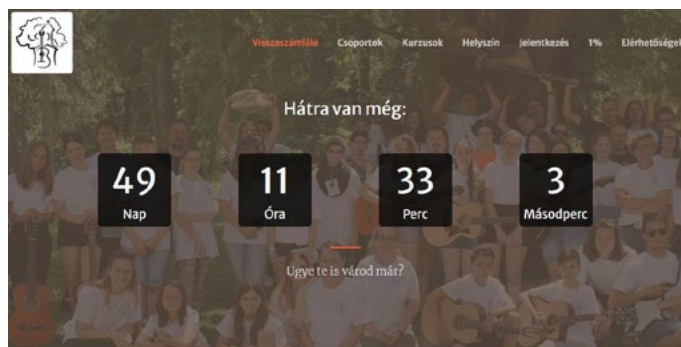 Visszaszámláló Csoportok Kurzusok Helyszín Jelentkezés 1% Elérhetőségek
Hátra van még:
49 11 33 3
Nap Óra Perc Másodperc
Ugye te is várod már?